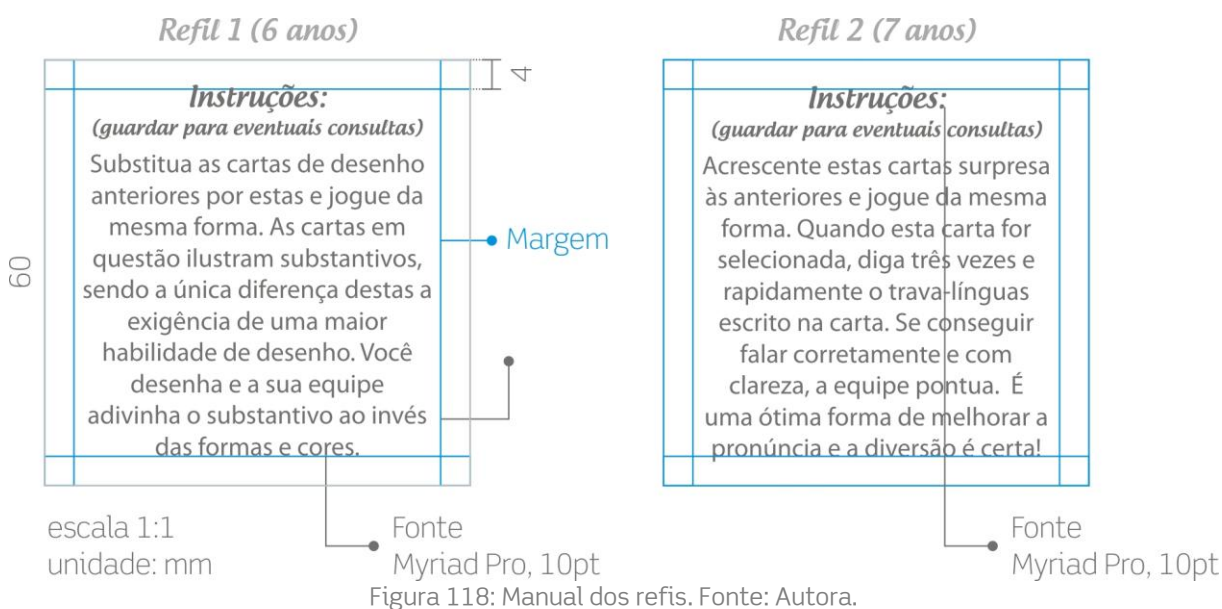 Refil 1 (6 anos)
4
Instruções:
(guardar para eventuais consultas)
Substitua as cartas de desenho
anteriores por estas e jogue da
mesma forma. As cartas em
questão ilustram substantivos,
sendo a única diferença destas a
exigência de uma maior
habilidade de desenho. Você
desenha e a sua equipe
adivinha o substantivo ao invés
das formas e cores.
60
Margem
escala 1:1
unidade: mm
Fonte
Myriad Pro, 10pt
Refil 2 (7 anos)
Instruções:
(guardar para eventuais consultas)
Acrescente estas cartas surpresa
às anteriores e jogue da mesma
forma. Quando esta carta for
selecionada, diga três vezes e
rapidamente o trava-línguas
escrito na carta. Se conseguir
falar corretamente e com
clareza, a equipe pontua. É
uma ótima forma de melhorar a
pronúncia e a diversão é certa!
Fonte
Myriad Pro, 10pt
Figura 118: Manual dos refis. Fonte: Autora.